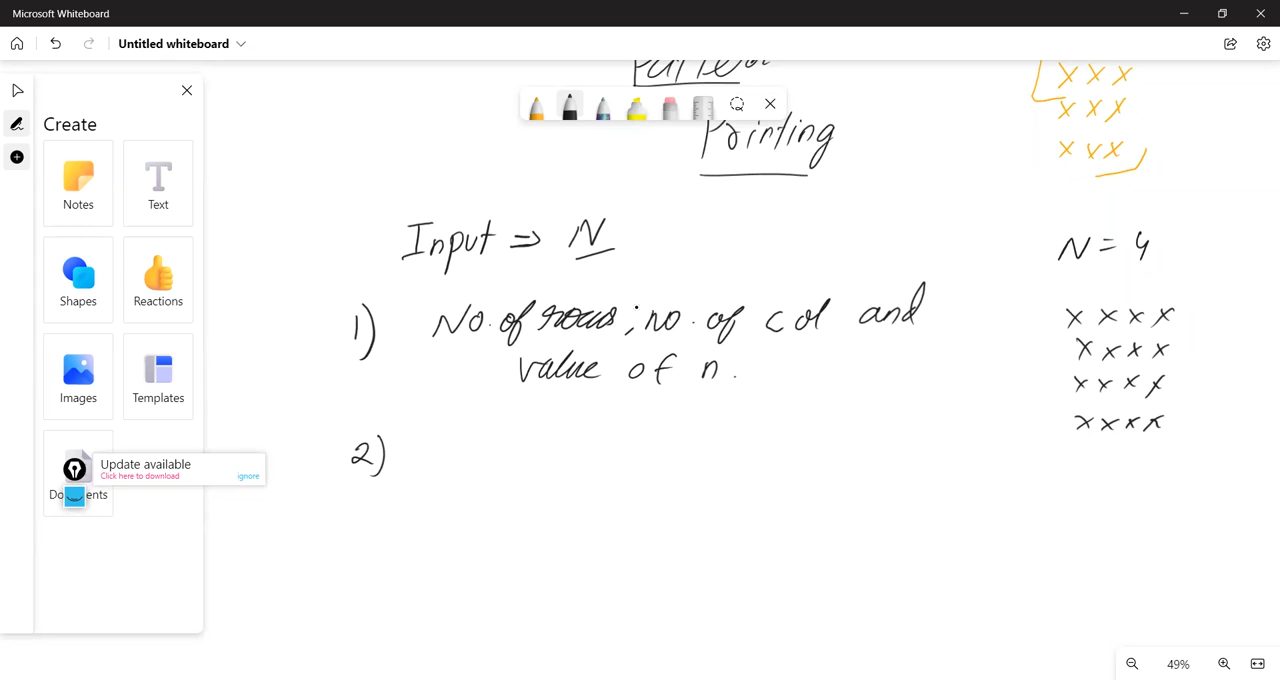 Microsoft Whiteboard
Untitled whiteboard
Create
Notes
Text
Shapes
Reactions
Images
Templates
Update available
Click here to download
ignore
Printing
x x x
x x x
x x x
Input ⇒ N
N = 4
1) No. of rows; no. of col and
value of n.
x x x x
x x x x
x x x x
x x x x
2)
49%